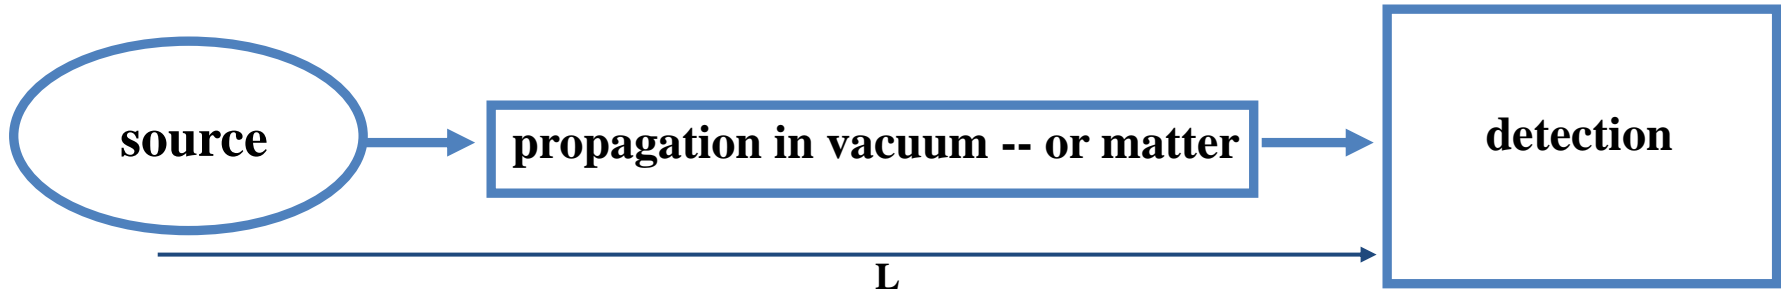 source
propagation in vacuum -- or matter
detection
L